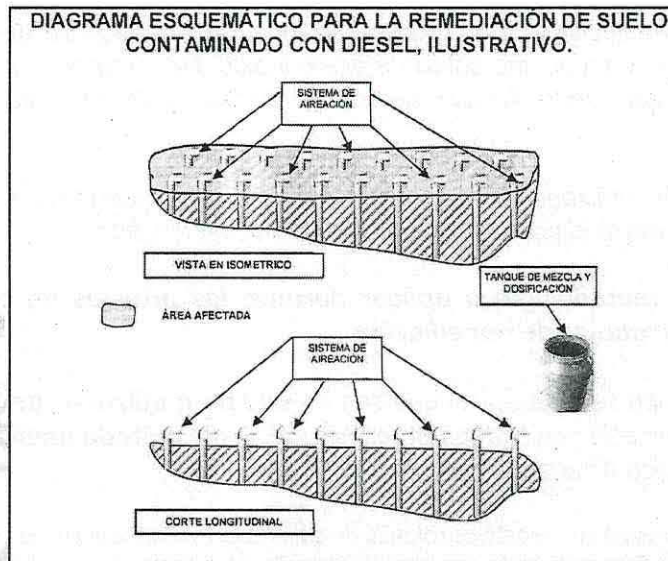 DIAGRAMA ESQUEMÁTICO PARA LA REMEDIACIÓN DE SUELO
CONTAMINADO CON DIESEL, ILUSTRATIVO.
SISTEMA DE
AIREACIÓN
VISTA EN ISOMETRICO
TANQUE DE MEZCLA Y
DOSIFICACIÓN
ÁREA AFECTADA
SISTEMA DE
AIREACIÓN
CORTE LONGITUDINAL